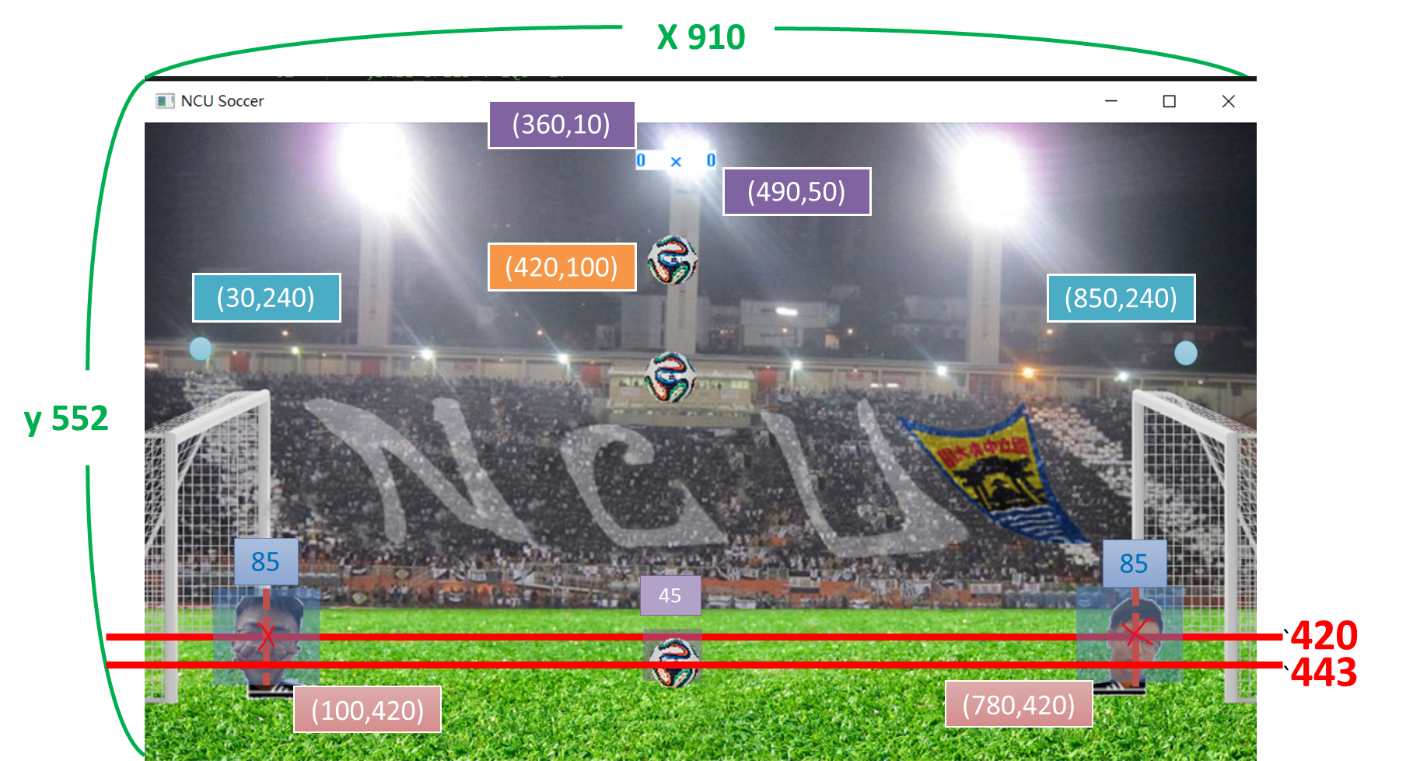 X 910
NCU Soccer
(360,10)
0 × 0
(490,50)
(420,100)
(30,240)
(850,240)
y 552
NCU
85
85
45
`420
`443
(100,420)
(780,420)